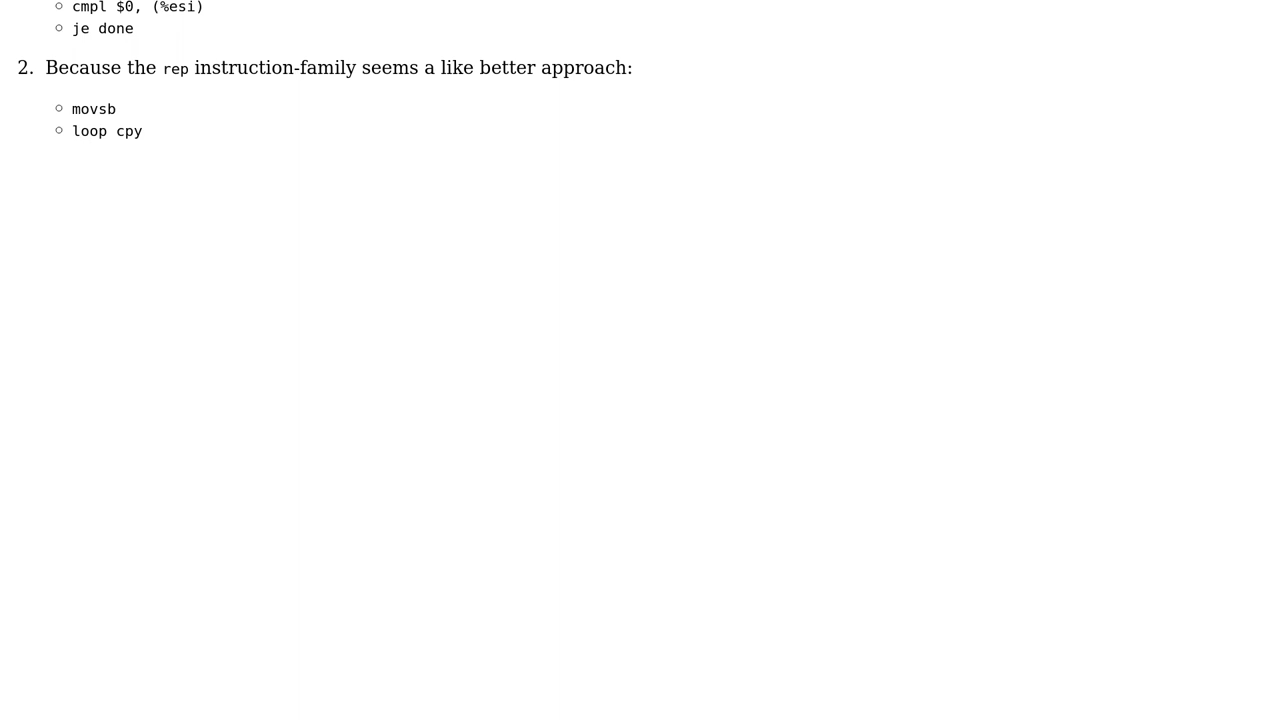 cmpl $0, (%esi)
je done
2. Because the rep instruction-family seems a like better approach:
movsb
loop cpy